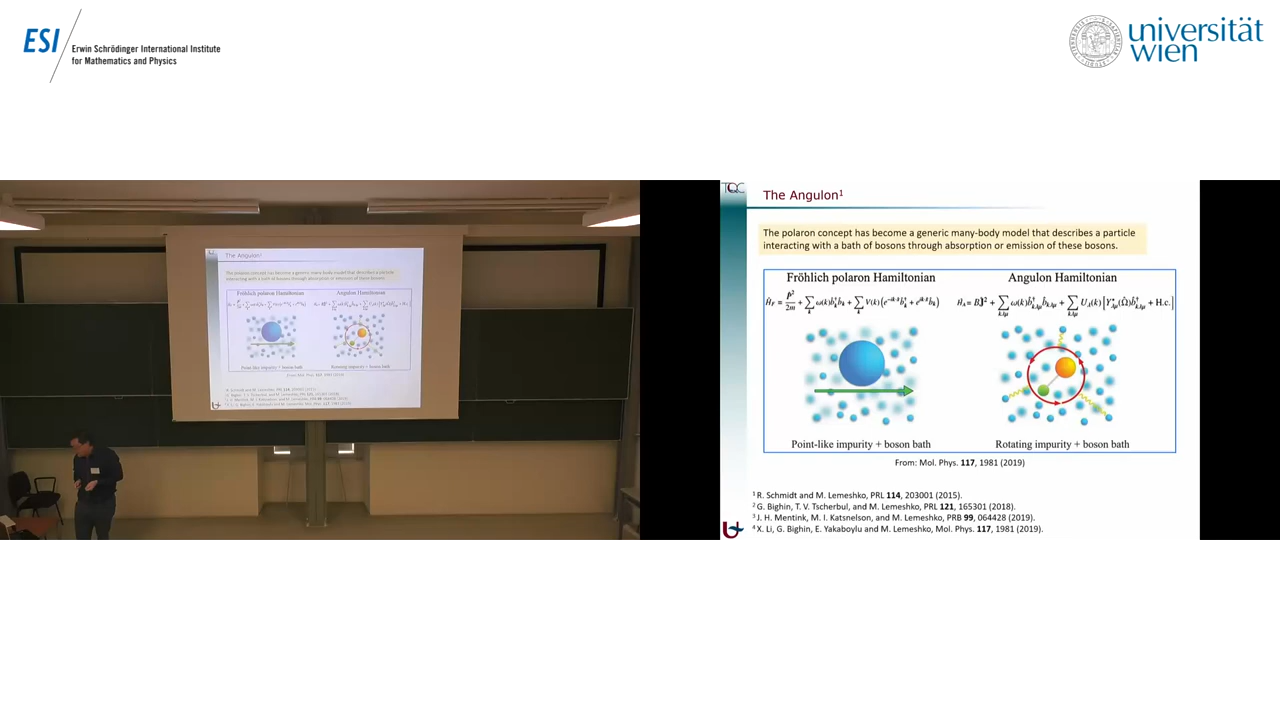 ESI
Erwin Schrödinger International Institute
for Mathematics and Physics
universität
wien
The Angulon¹
The polaron concept has become a generic many-body model that describes a particle
interacting with a bath of bosons through absorption or emission of these bosons.
Fröhlich polaron Hamiltonian
Angulon Hamiltonian
Point-like impurity + boson bath
Rotating impurity + boson bath
From: Mol. Phys. 117, 1981 (2019)
¹ R. Schmidt and M. Lemeshko, PRL 114, 203001 (2015).
² G. Bighin, T. V. Tscherbul, and M. Lemeshko, PRL 121, 165301 (2018).
³ J. H. Mentink, M. I. Katsnelson, and M. Lemeshko, PRB 99, 064428 (2019).
⁴ X. Li, G. Bighin, E. Yakaboylu and M. Lemeshko, Mol. Phys. 117, 1981 (2019).